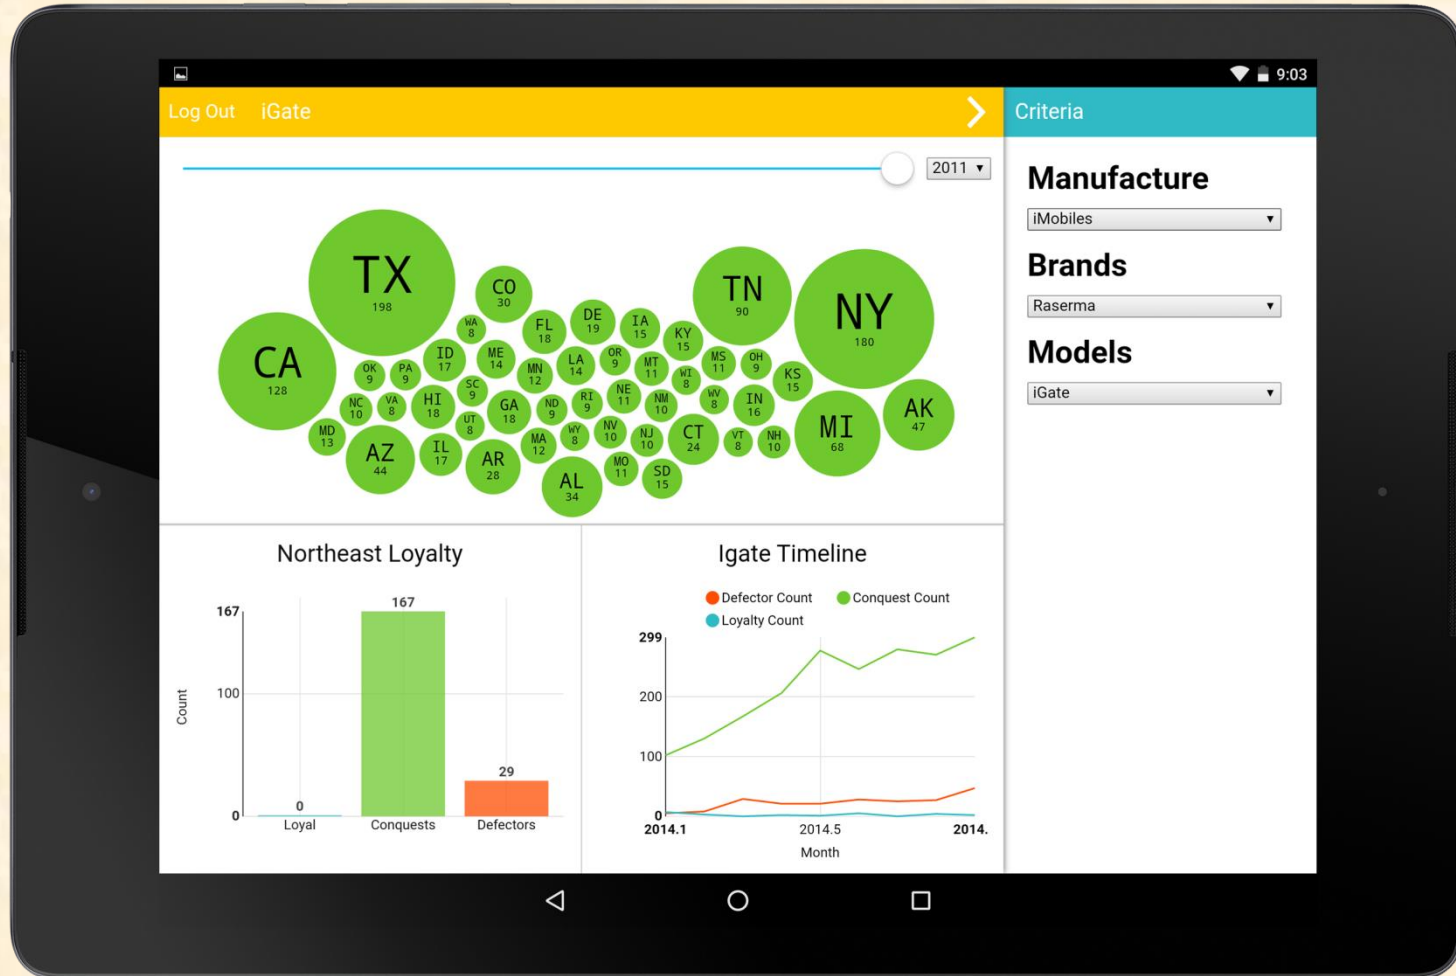 9:03
Log Out iGate
Criteria
2011
Manufacture
iMobiles
Brands
Raserma
Models
iGate
TX
198
CO
30
TN
90
NY
180
CA
128
WA
8
FL
18
DE
19
IA
15
KY
15
OK
9
PA
9
ID
17
ME
14
MN
12
LA
14
OR
9
MT
11
WI
8
MS
11
OH
9
KS
15
NC
10
VA
8
HI
18
SC
9
GA
18
ND
9
RI
9
NE
11
NM
10
WV
8
IN
16
AK
47
MD
13
AZ
44
IL
17
UT
8
AR
28
MA
12
WY
8
NV
10
NJ
10
CT
24
VT
8
NH
10
MI
68
AL
34
MO
11
SD
15
Northeast Loyalty
167
167
100
Count
29
0
0
Loyal Conquests Defectors
Igate Timeline
Defector Count Conquest Count
Loyalty Count
299
200
100
0
2014.1 2014.5 2014.
Month